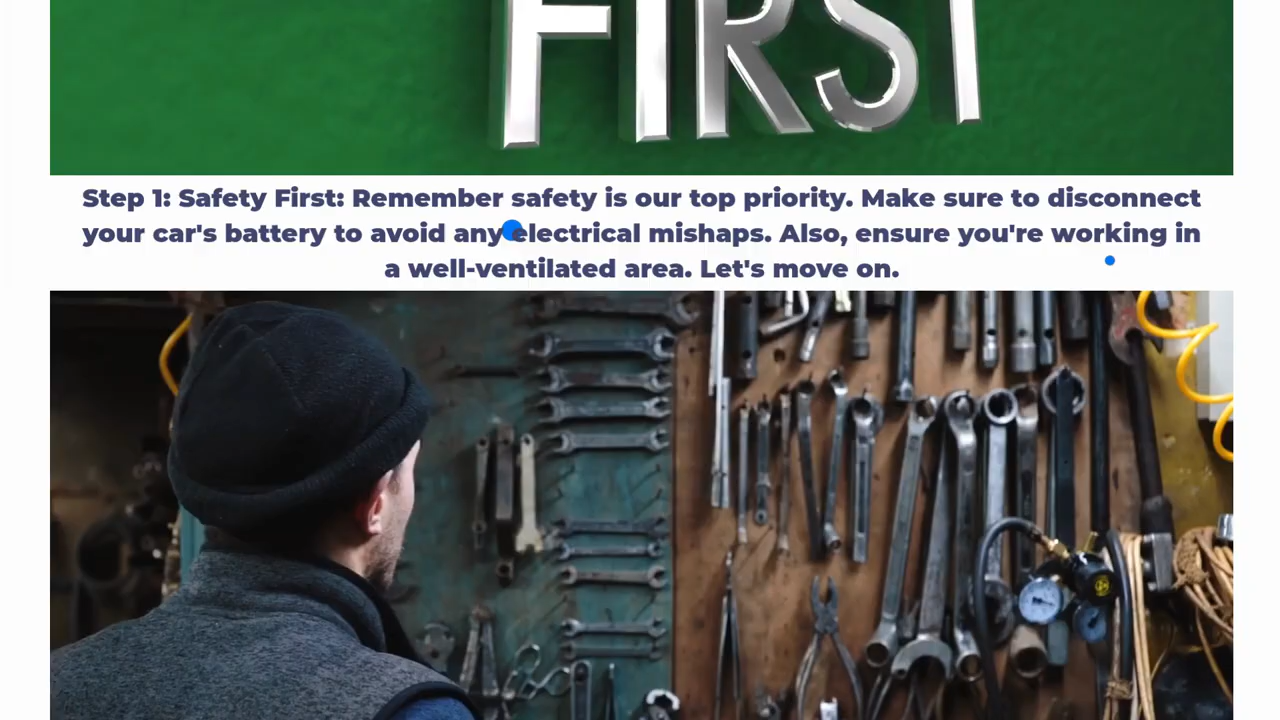 FIRST
Step 1: Safety First: Remember safety is our top priority. Make sure to disconnect
your car's battery to avoid any electrical mishaps. Also, ensure you're working in
a well-ventilated area. Let's move on.